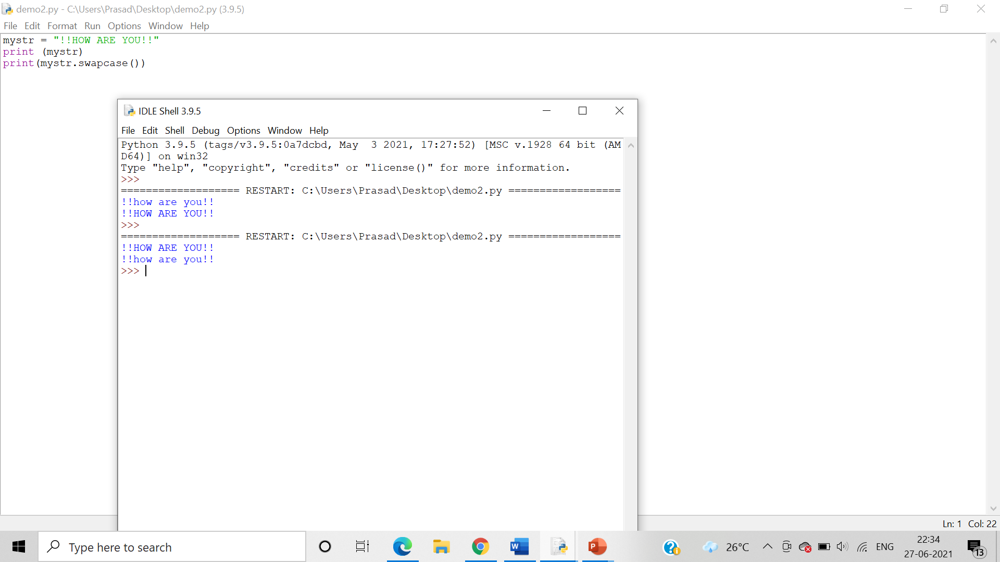 demo2.py - C:\Users\Prasad\Desktop\demo2.py (3.9.5)
File Edit Format Run Options Window Help
mystr = "!!HOW ARE YOU!!"
print (mystr)
print(mystr.swapcase())
IDLE Shell 3.9.5
File Edit Shell Debug Options Window Help
Python 3.9.5 (tags/v3.9.5:0a7dcbd, May  3 2021, 17:27:52) [MSC v.1928 64 bit (AM
D64)] on win32
Type "help", "copyright", "credits" or "license()" for more information.
>>>
=================== RESTART: C:\Users\Prasad\Desktop\demo2.py ==================
!!how are you!!
!!HOW ARE YOU!!
>>>
=================== RESTART: C:\Users\Prasad\Desktop\demo2.py ==================
!!HOW ARE YOU!!
!!how are you!!
>>>
Ln: 1 Col: 22
Type here to search
26°C
ENG
22:34
27-06-2021
13